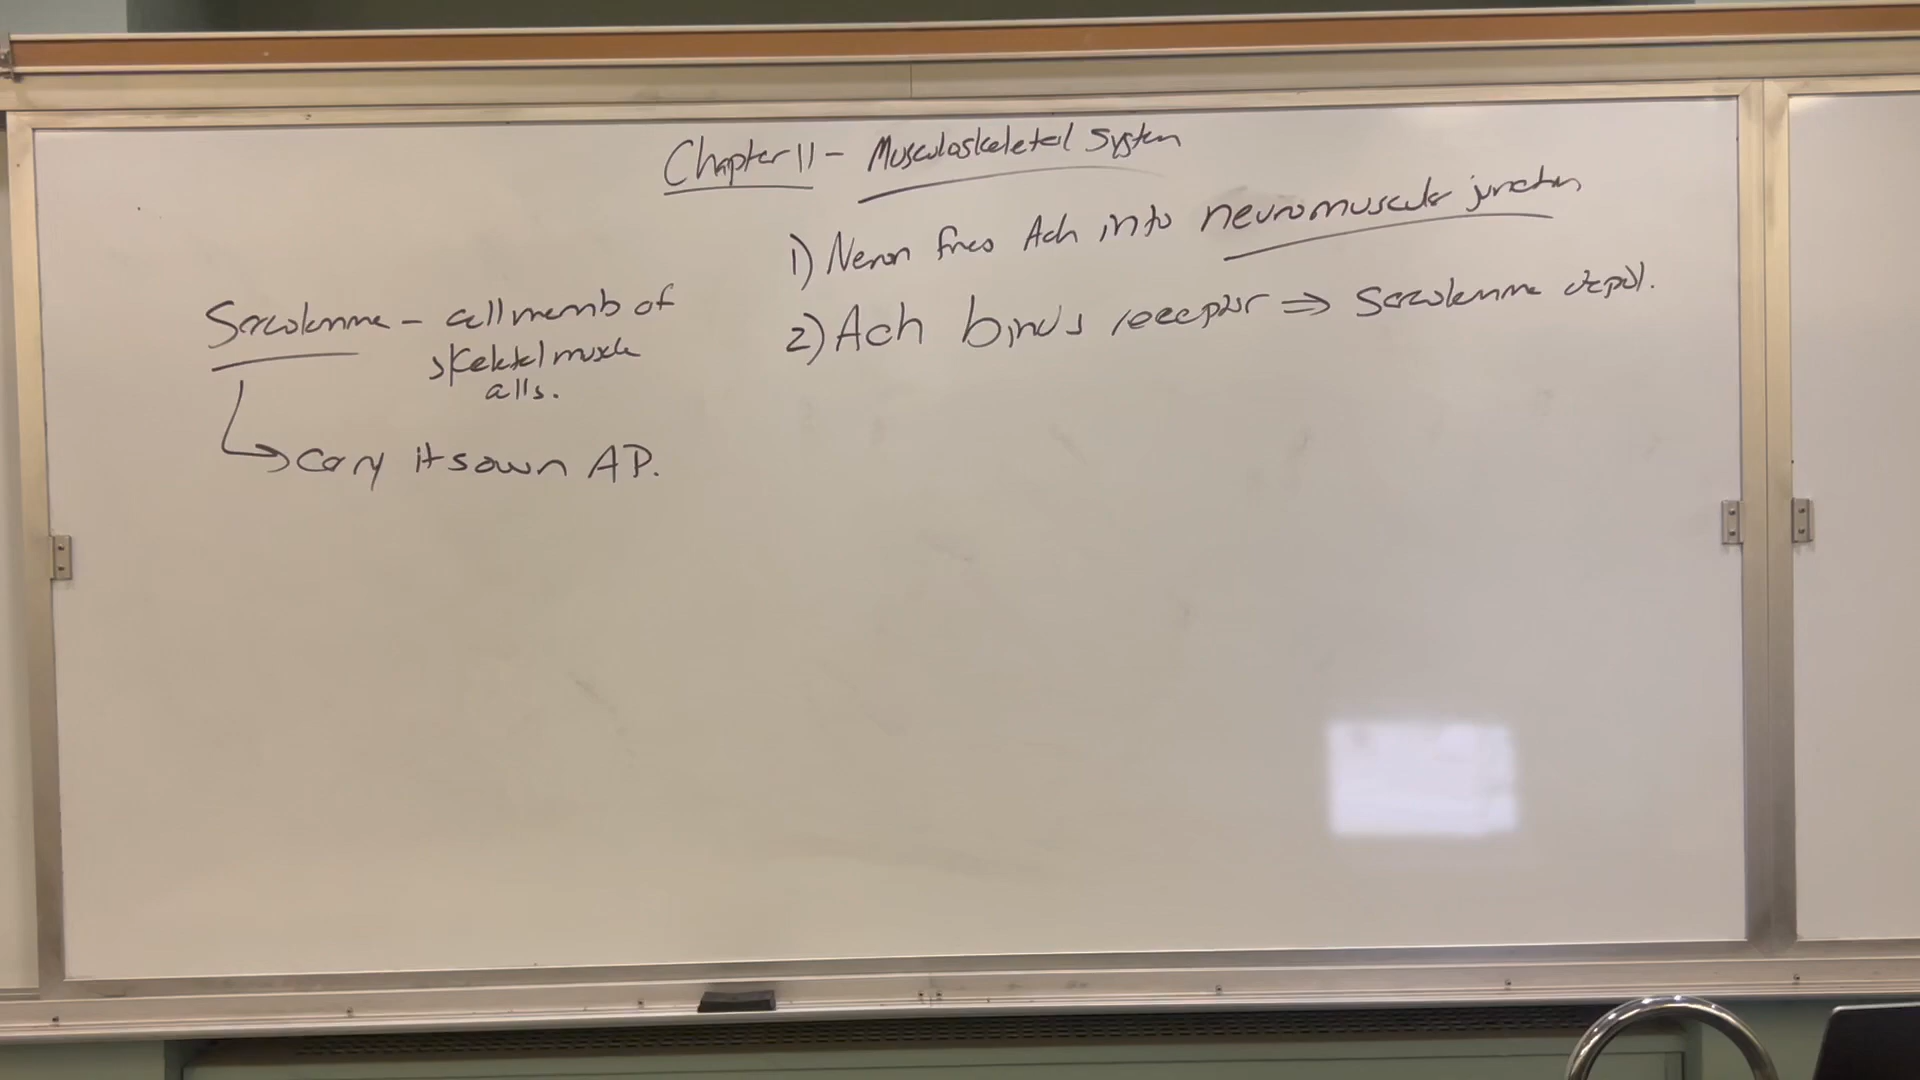 Chapter 11 - Musculoskeletal System
1) Neuron fires Ach into neuromuscular junction
2) Ach binds receptor ⇒ Sarcolemma depol.
Sarcolemma - cell memb of
skeletal muscle
cells.
↳ carry its own AP.